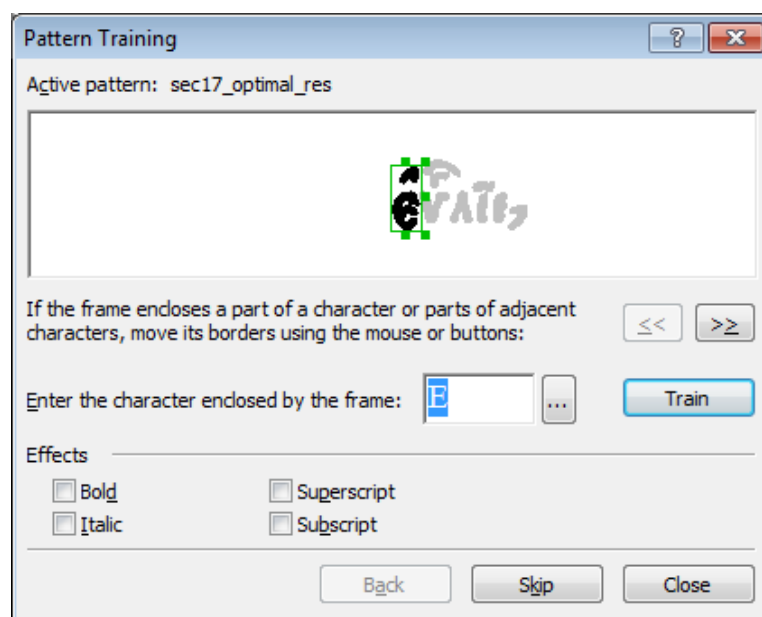 Pattern Training
Active pattern: sec17_optimal_res
If the frame encloses a part of a character or parts of adjacent
characters, move its borders using the mouse or buttons:
<< >>
Enter the character enclosed by the frame: E ... Train
Effects
Bold Superscript
Italic Subscript
Back Skip Close